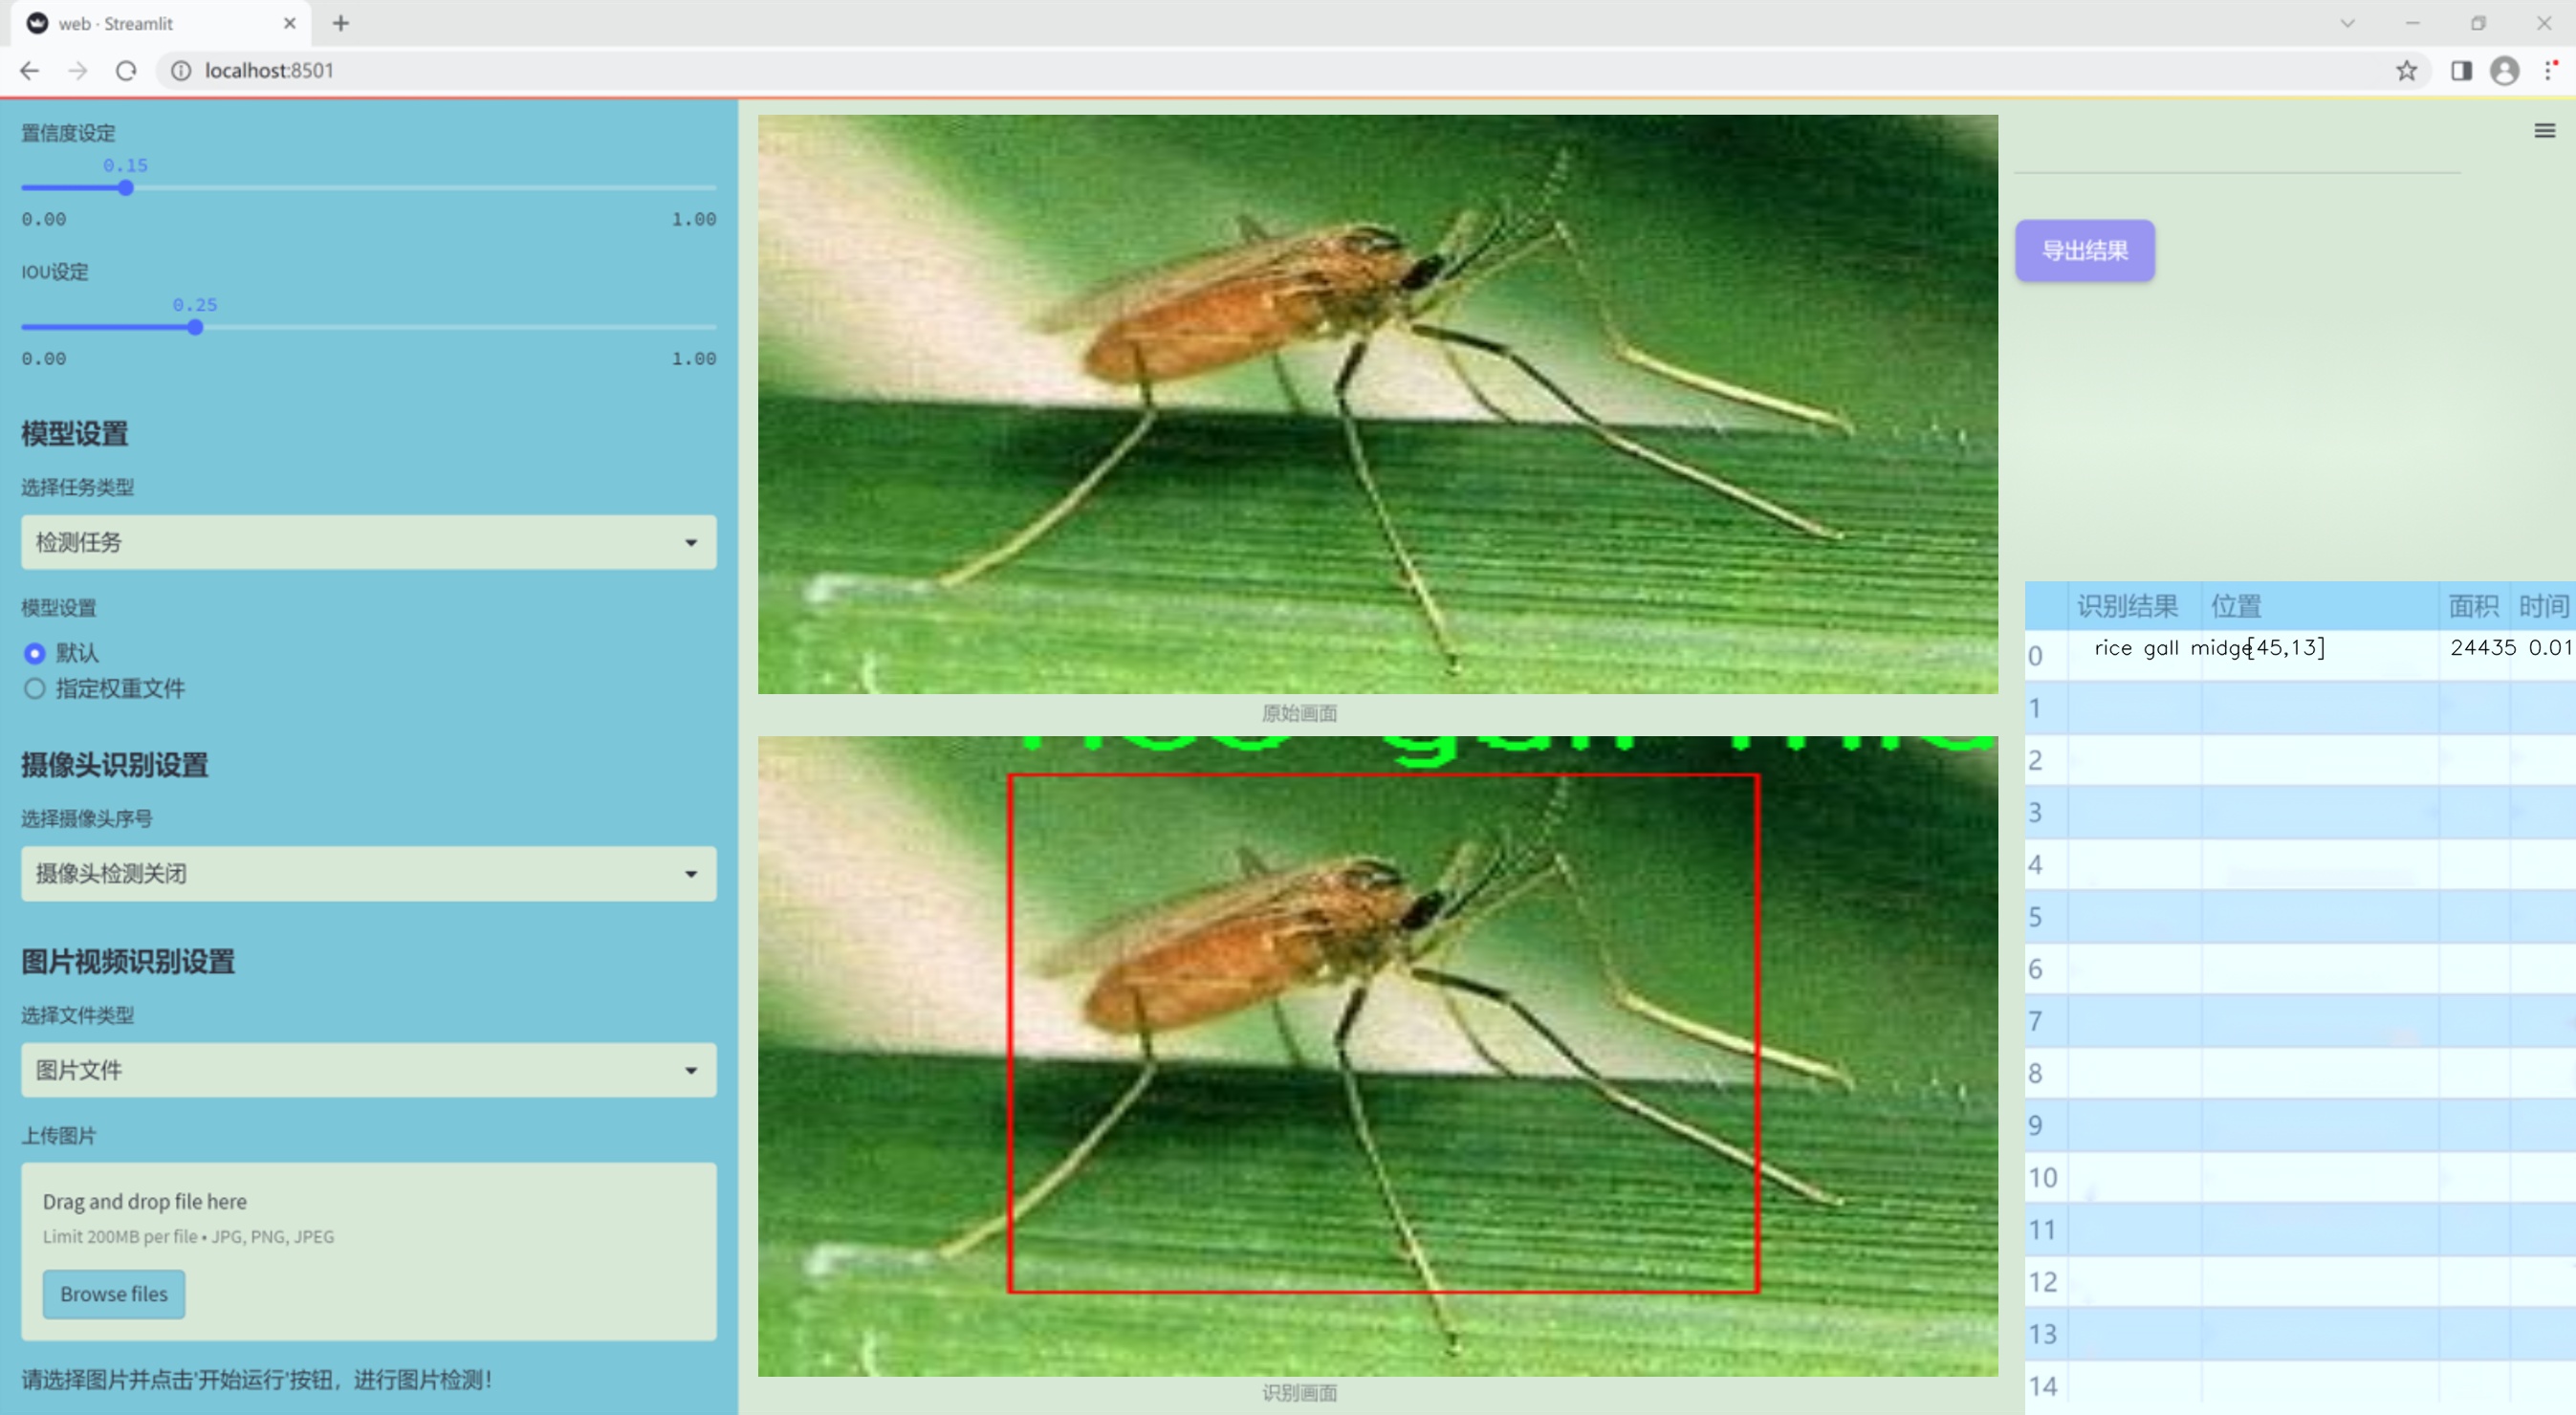 web · Streamlit
localhost:8501
置信度设定
0.15
0.00 1.00
IOU设定
0.25
0.00 1.00
模型设置
选择任务类型
检测任务
模型设置
默认
指定权重文件
摄像头识别设置
选择摄像头序号
摄像头检测关闭
图片视频识别设置
选择文件类型
图片文件
上传图片
Drag and drop file here
Limit 200MB per file • JPG, PNG, JPEG
Browse files
请选择图片并点击'开始运行'按钮，进行图片检测！
原始画面
识别画面
导出结果
识别结果 位置 面积 时间
0 rice gall midge[45,13] 24435 0.01
1
2
3
4
5
6
7
8
9
10
11
12
13
14